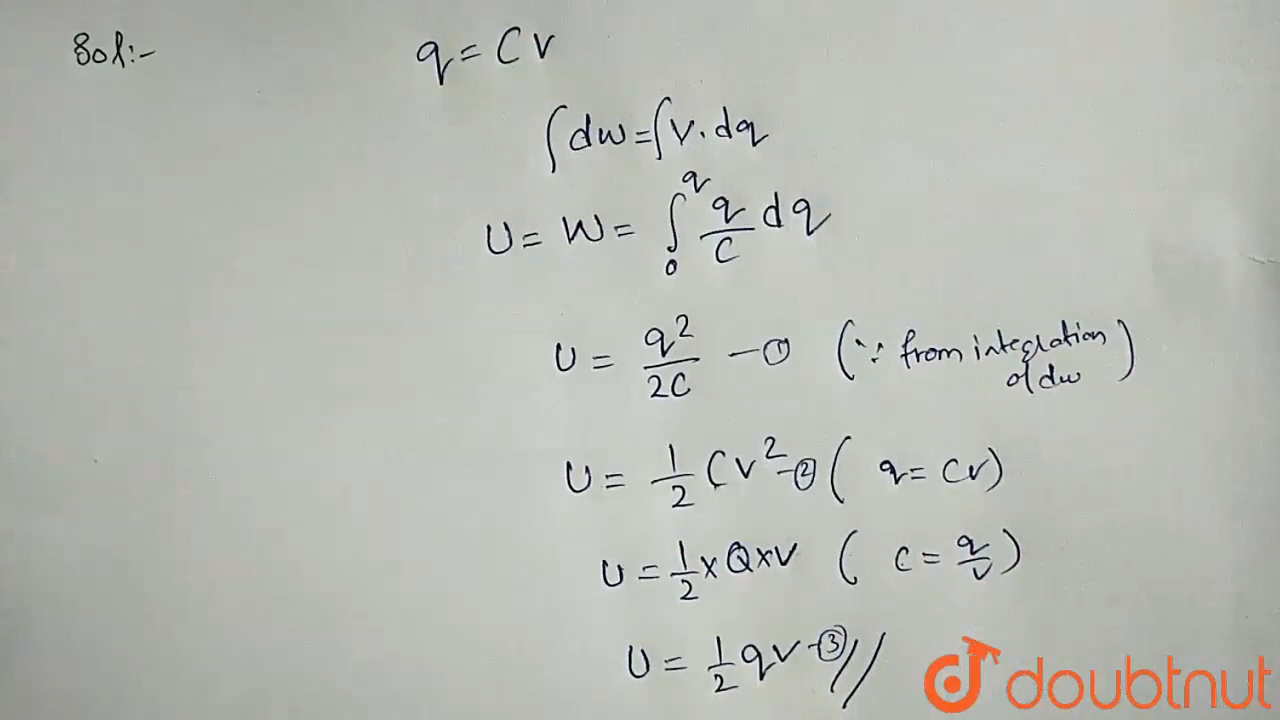 Sol:-
q = CV
∫dw = ∫V.dq
U = W = ∫₀^q q/C dq
U = q²/2C — ① (∵ from integration
of dw)
U = 1/2 CV² - ② ( q = CV)
U = 1/2 × Q × V ( C = q/V )
U = 1/2 qV - ③ //
doubtnut